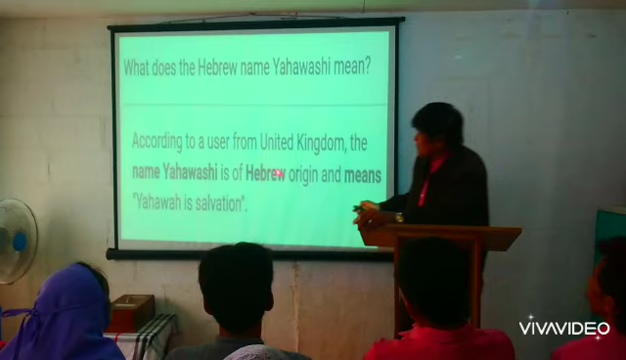 What does the Hebrew name Yahawashi mean?
According to a user from United Kingdom, the
name Yahawashi is of Hebrew origin and means
"Yahawah is salvation".
VIVAVIDEO